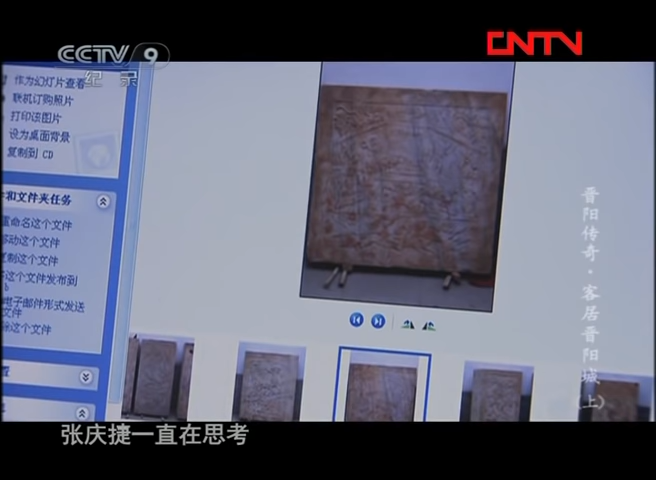 CCTV 9
纪录
CNTV
作为幻灯片查看
联机订购照片
打印该图片
设为桌面背景
复制到 CD
和文件夹任务
重命名这个文件
移动这个文件
复制这个文件
这个文件发布到
电子邮件形式发送
文件
除这个文件
晋阳传奇·客居晋阳城(上)
张庆捷一直在思考